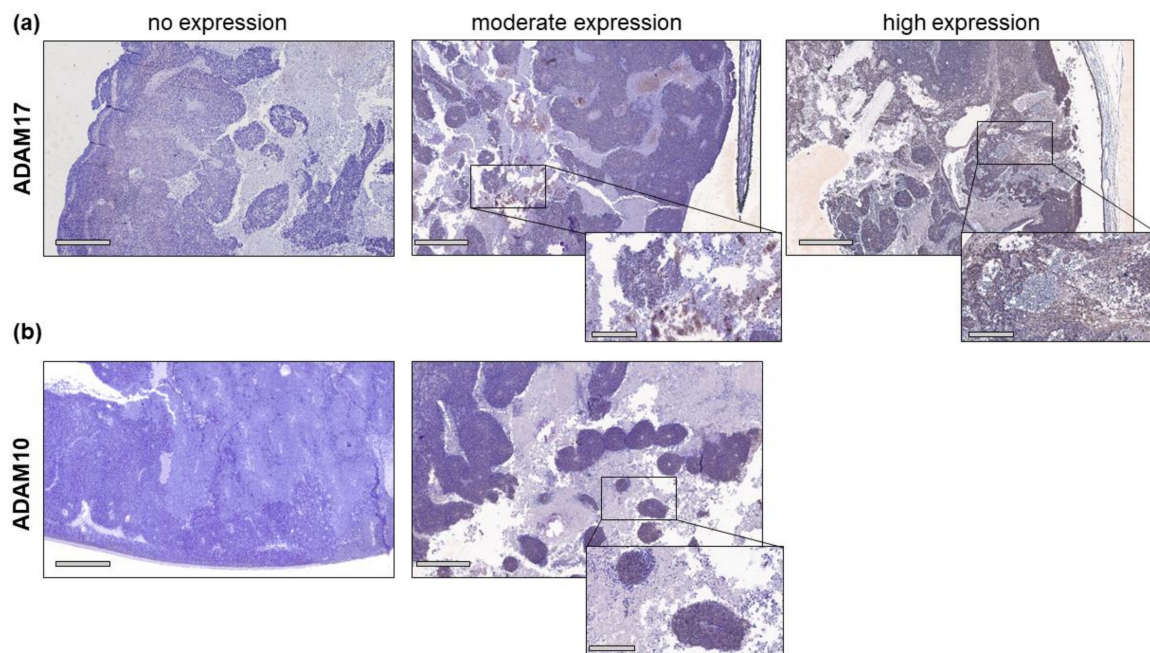 (a)
no expression
moderate expression
high expression
ADAM17
(b)
ADAM10